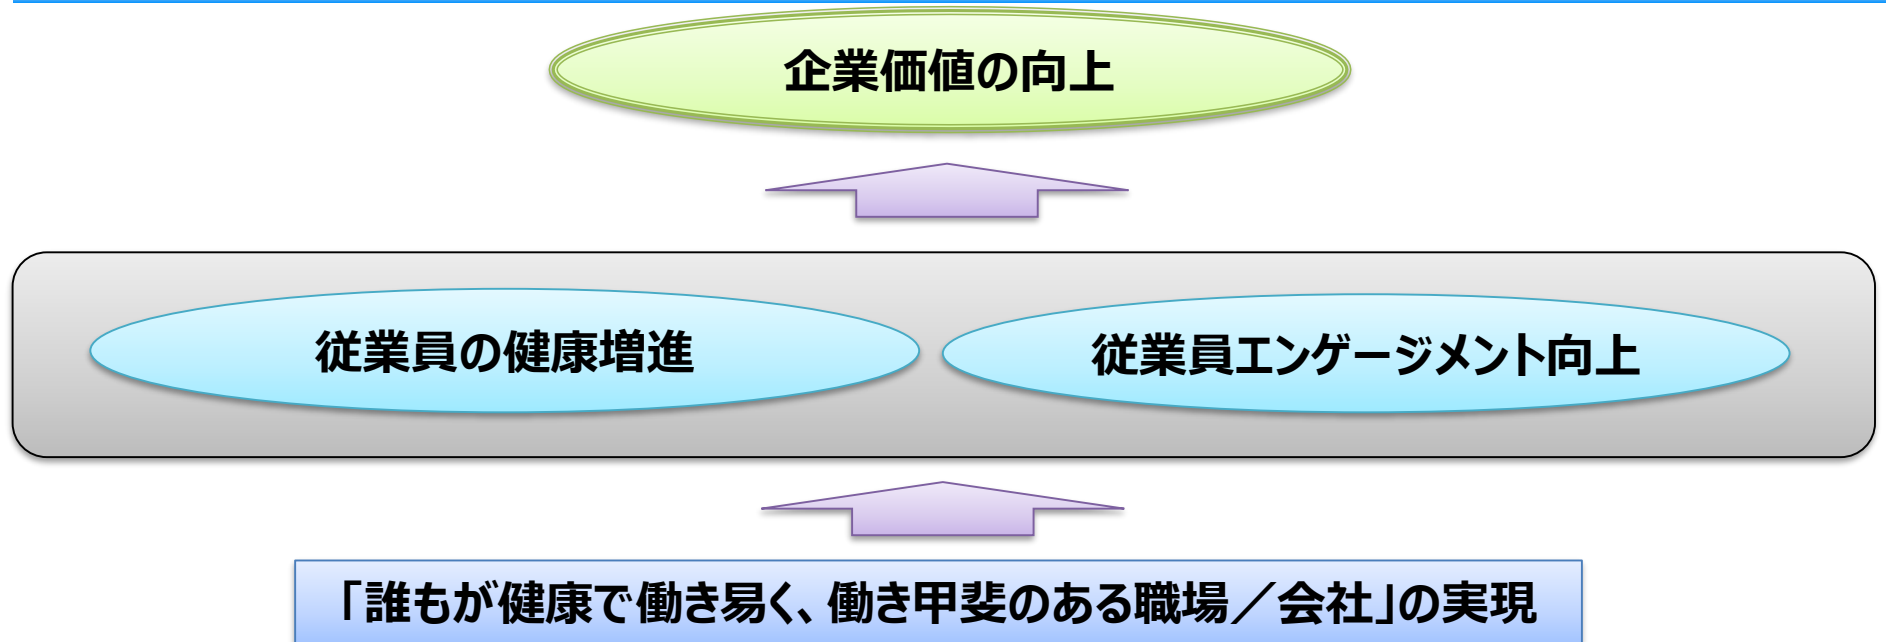 企業価値の向上
従業員の健康増進
従業員エンゲージメント向上
「誰もが健康で働き易く、働き甲斐のある職場／会社」の実現